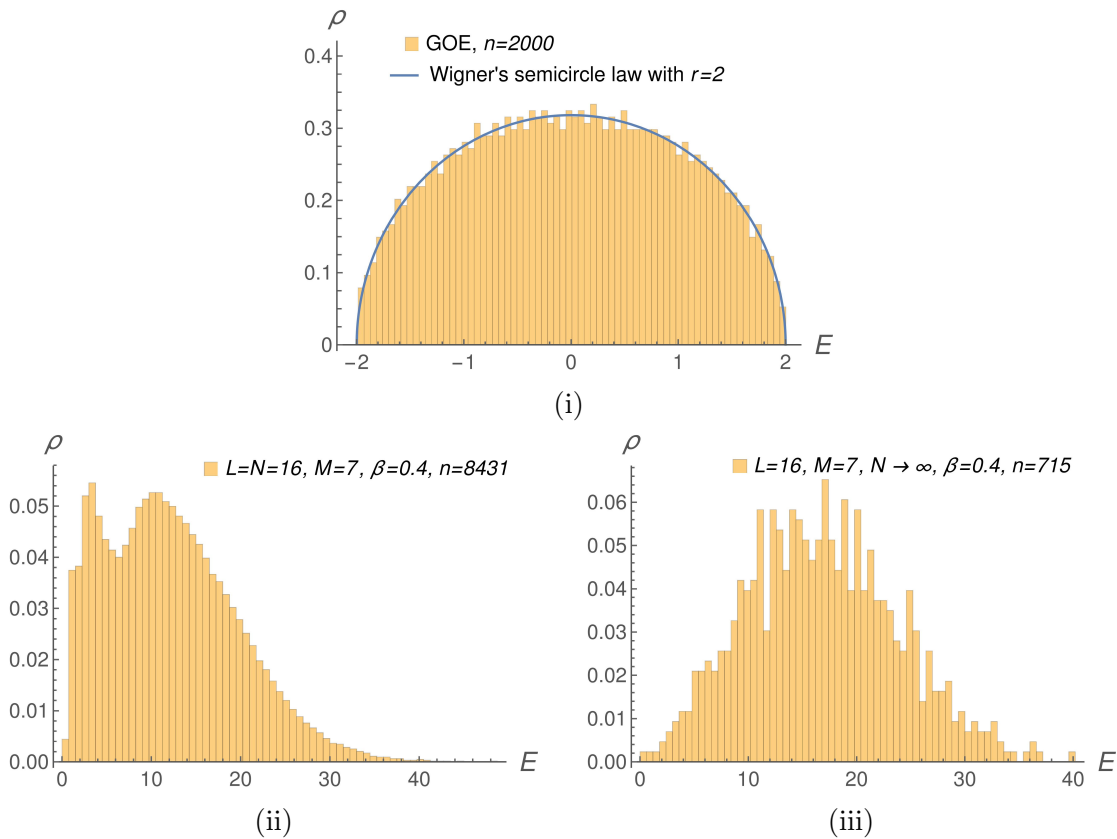 ρ
GOE, n=2000
Wigner's semicircle law with r=2
0.4
0.3
0.2
0.1
0
−2 −1 0 1 2 E
(i)
ρ
L=N=16, M=7, β=0.4, n=8431
0.05
0.04
0.03
0.02
0.01
0.00
0 10 20 30 40 E
(ii)
ρ
L=16, M=7, N → ∞, β=0.4, n=715
0.06
0.05
0.04
0.03
0.02
0.01
0.00
0 10 20 30 40 E
(iii)